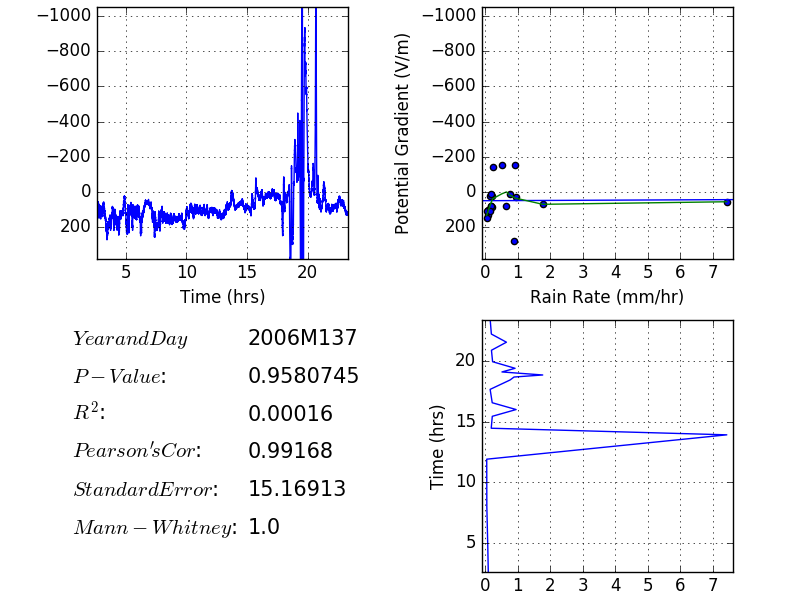 −1000
−800
−600
−400
−200
0
200
5 10 15 20
Time (hrs)
Potential Gradient (V/m)
−1000
−800
−600
−400
−200
0
200
0 1 2 3 4 5 6 7
Rain Rate (mm/hr)
YearandDay 2006M137
P−Value: 0.9580745
R²: 0.00016
Pearson'sCor: 0.99168
StandardError: 15.16913
Mann−Whitney: 1.0
Time (hrs)
20
15
10
5
0 1 2 3 4 5 6 7